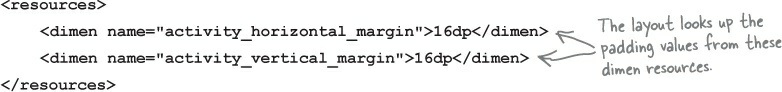 <resources>
<dimen name="activity_horizontal_margin">16dp</dimen>
<dimen name="activity_vertical_margin">16dp</dimen>
</resources>
The layout looks up the
padding values from these
dimen resources.